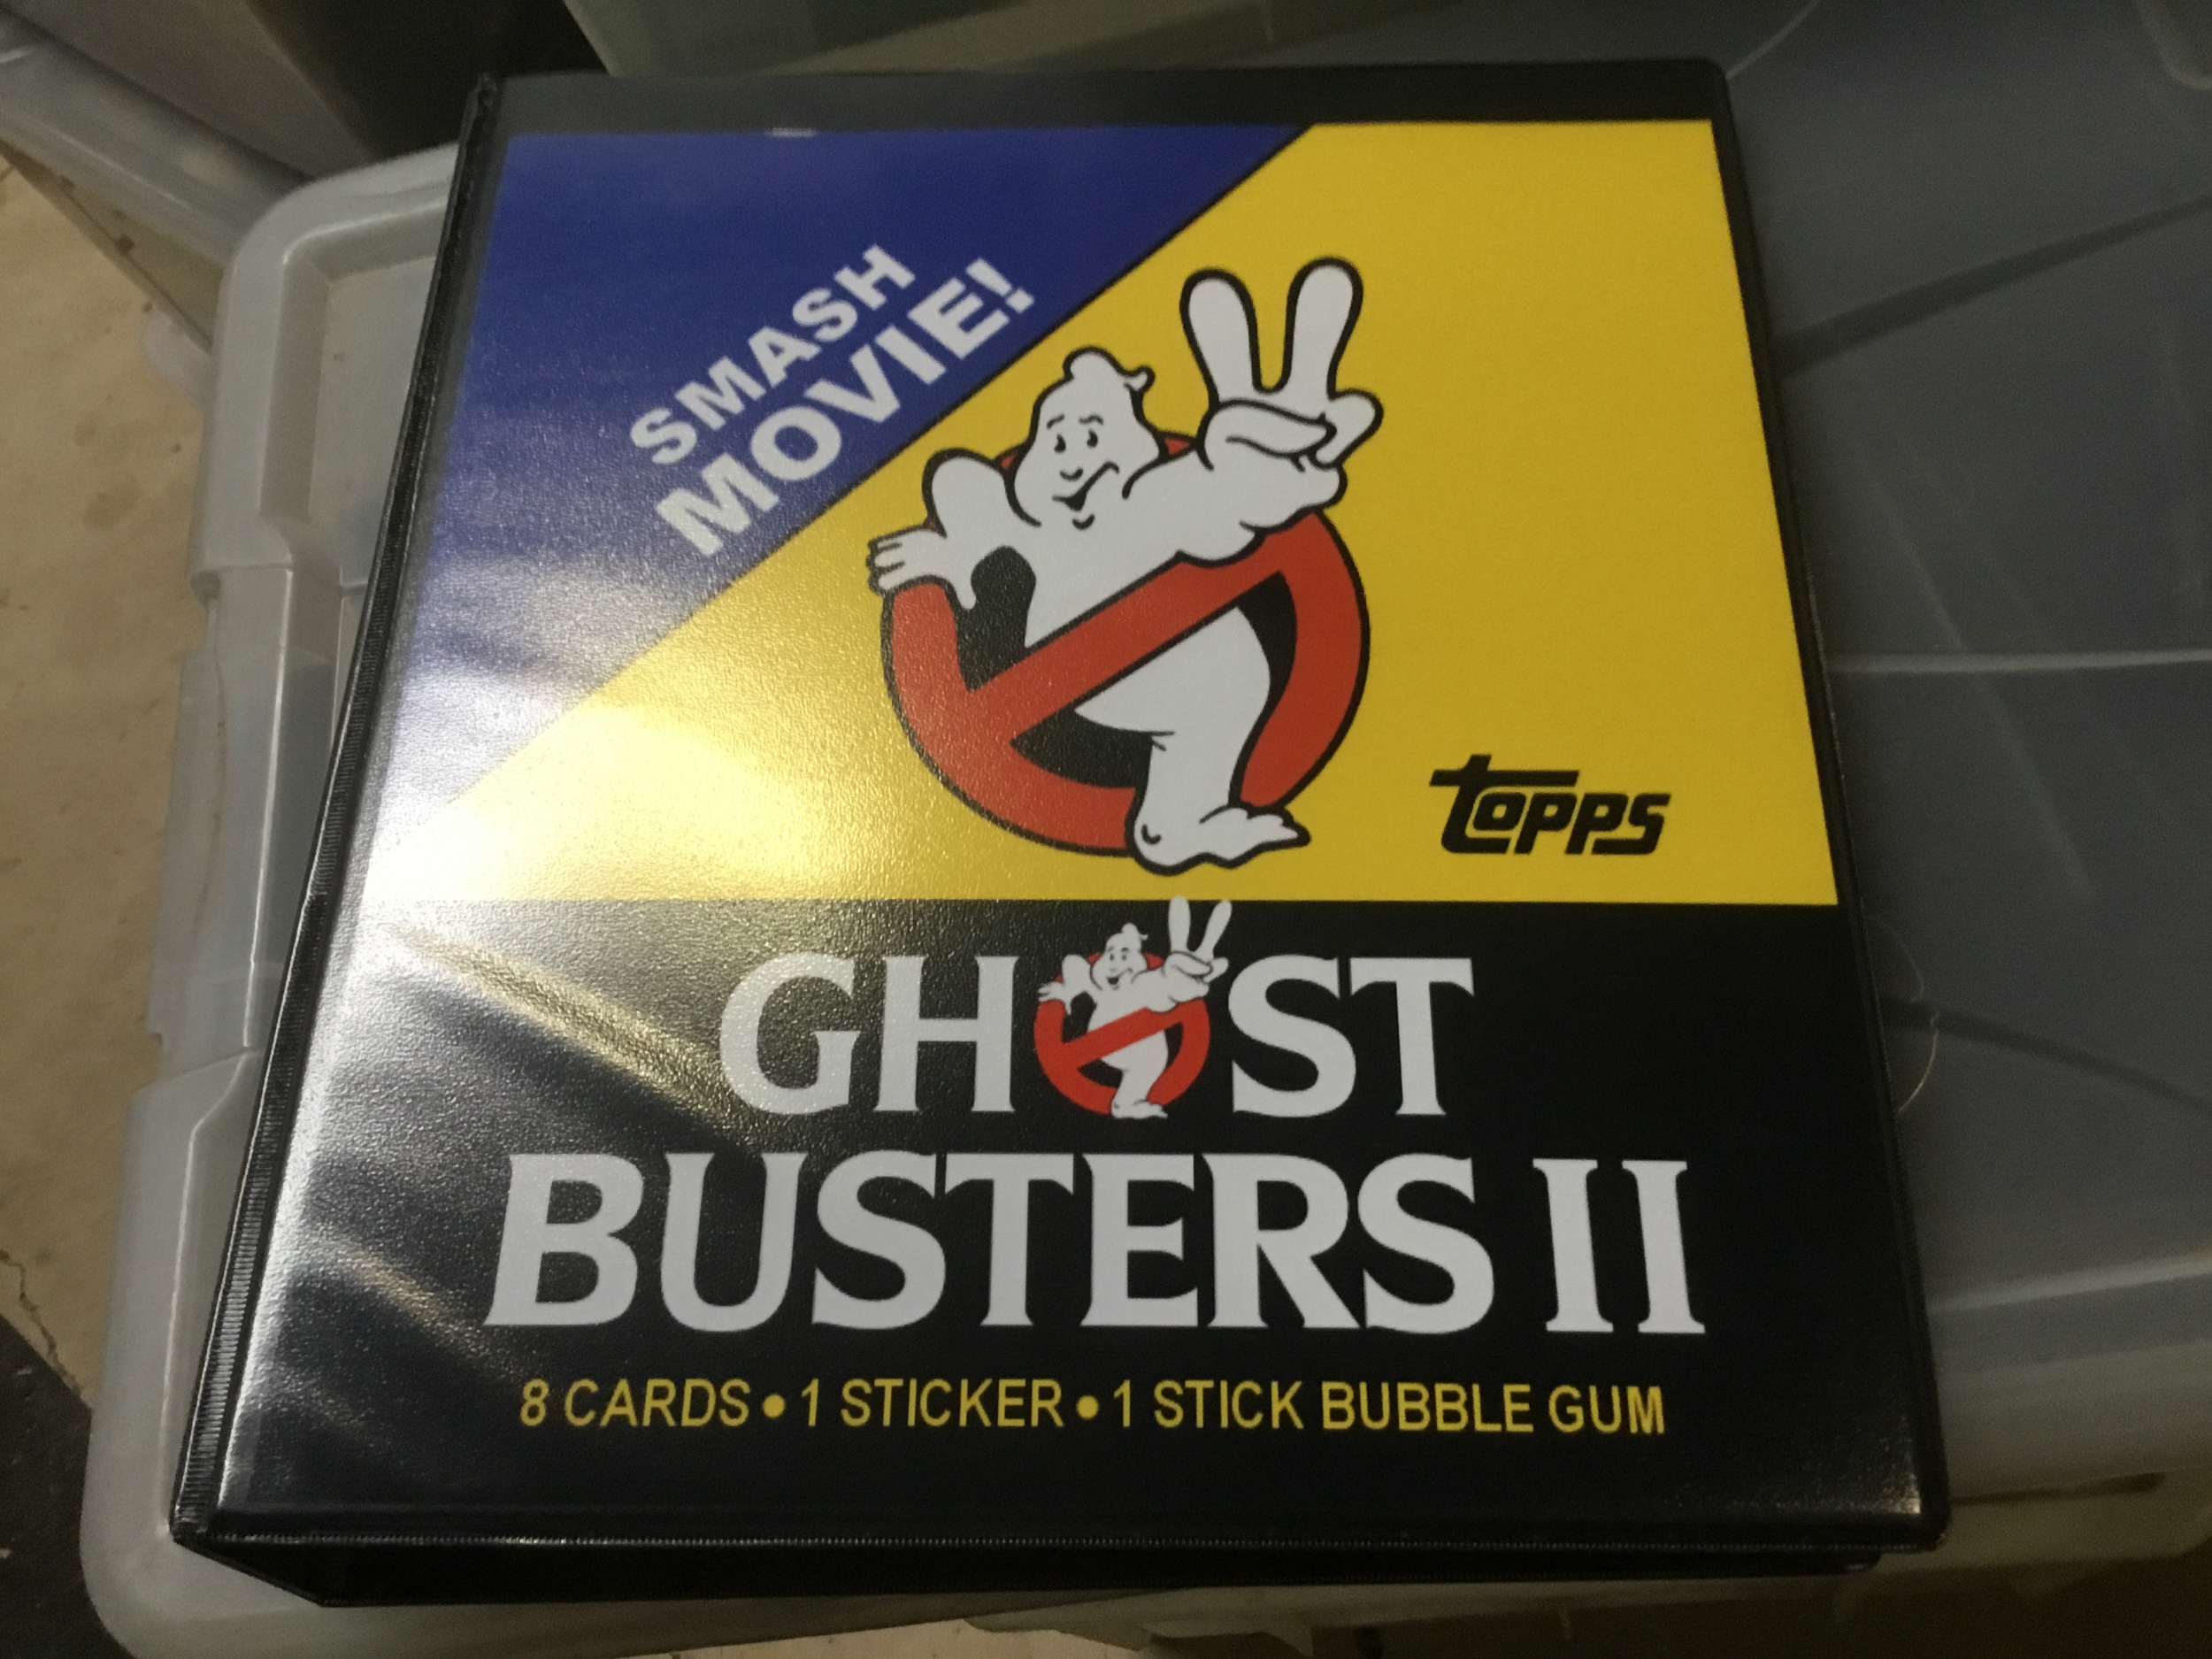 SMASH
MOVIE!
topps
GHOST
BUSTERS II
8 CARDS • 1 STICKER • 1 STICK BUBBLE GUM